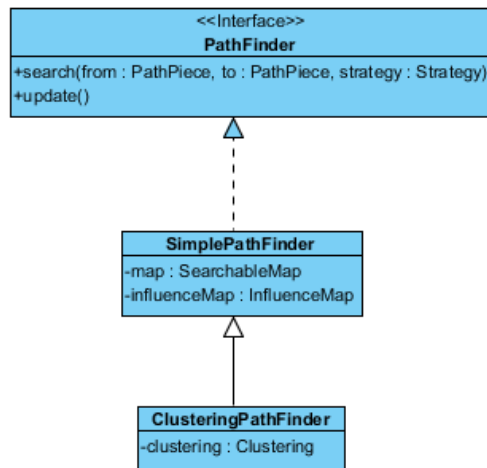 <<Interface>>
PathFinder
+search(from : PathPiece, to : PathPiece, strategy : Strategy)
+update()
SimplePathFinder
-map : SearchableMap
-influenceMap : InfluenceMap
ClusteringPathFinder
-clustering : Clustering